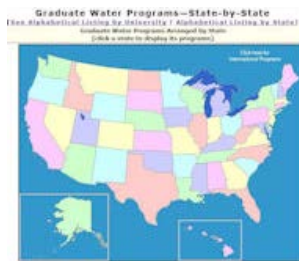 Graduate Water Programs—State-by-State
[See Alphabetical Listing by University / Alphabetical Listing by State]
Graduate Water Programs Arranged by State
(click a state to display its programs)
Click here for
International Programs